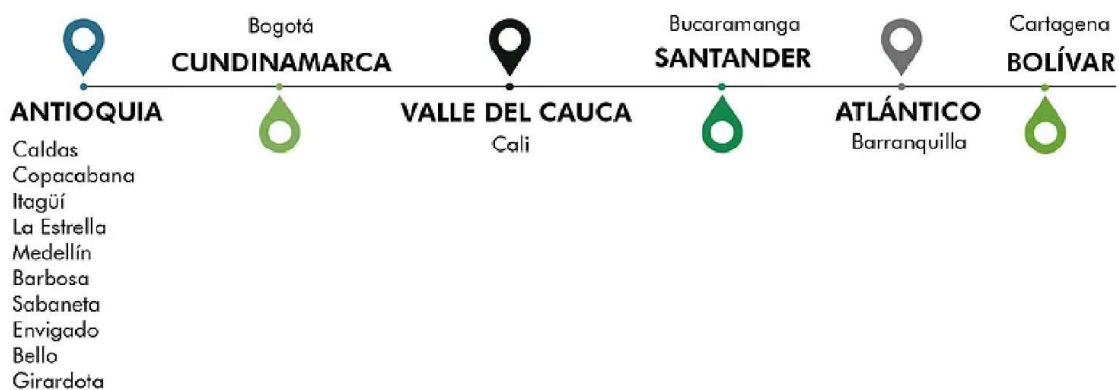 ANTIOQUIA
Caldas
Copacabana
Itagüí
La Estrella
Medellín
Barbosa
Sabaneta
Envigado
Bello
Girardota
Bogotá
CUNDINAMARCA
VALLE DEL CAUCA
Cali
Bucaramanga
SANTANDER
ATLÁNTICO
Barranquilla
Cartagena
BOLÍVAR